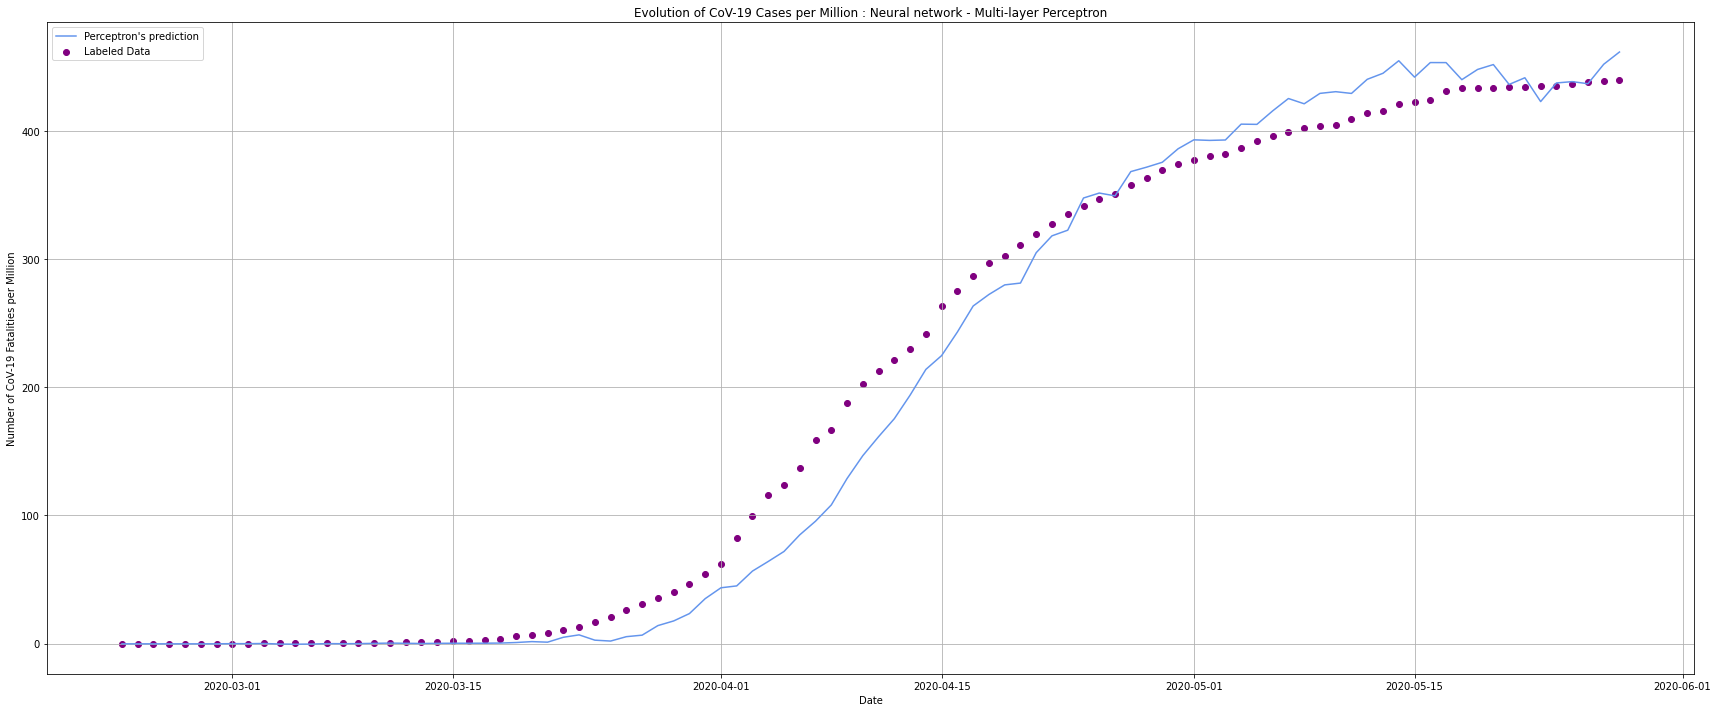 Evolution of CoV-19 Cases per Million : Neural network - Multi-layer Perceptron
Perceptron's prediction
Labeled Data
Number of CoV-19 Fatalities per Million
400
300
200
100
0
2020-03-01
2020-03-15
2020-04-01
2020-04-15
2020-05-01
2020-05-15
2020-06-01
Date